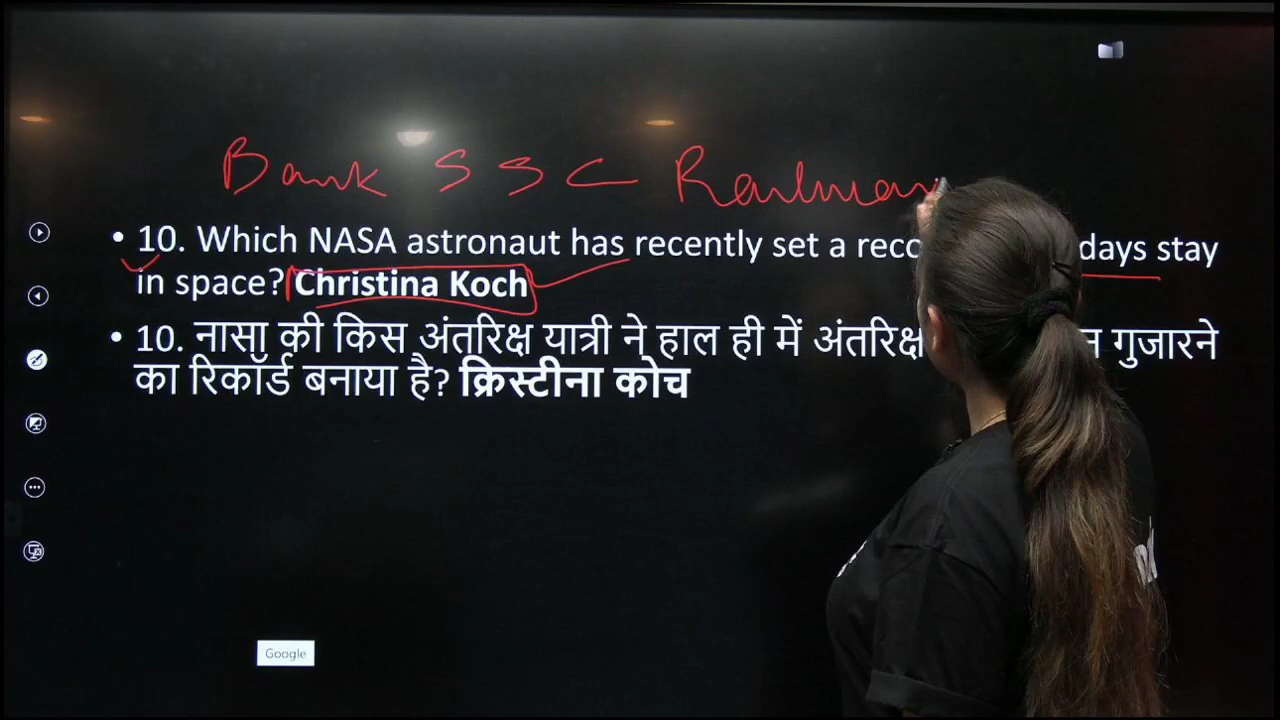 Bank SSC Railway
• 10. Which NASA astronaut has recently set a days stay
in space? Christina Koch
• 10. नासा की किस अंतरिक्ष यात्री ने हाल ही में अंतरिक्ष गुजारने
का रिकॉर्ड बनाया है? क्रिस्टीना कोच
Google